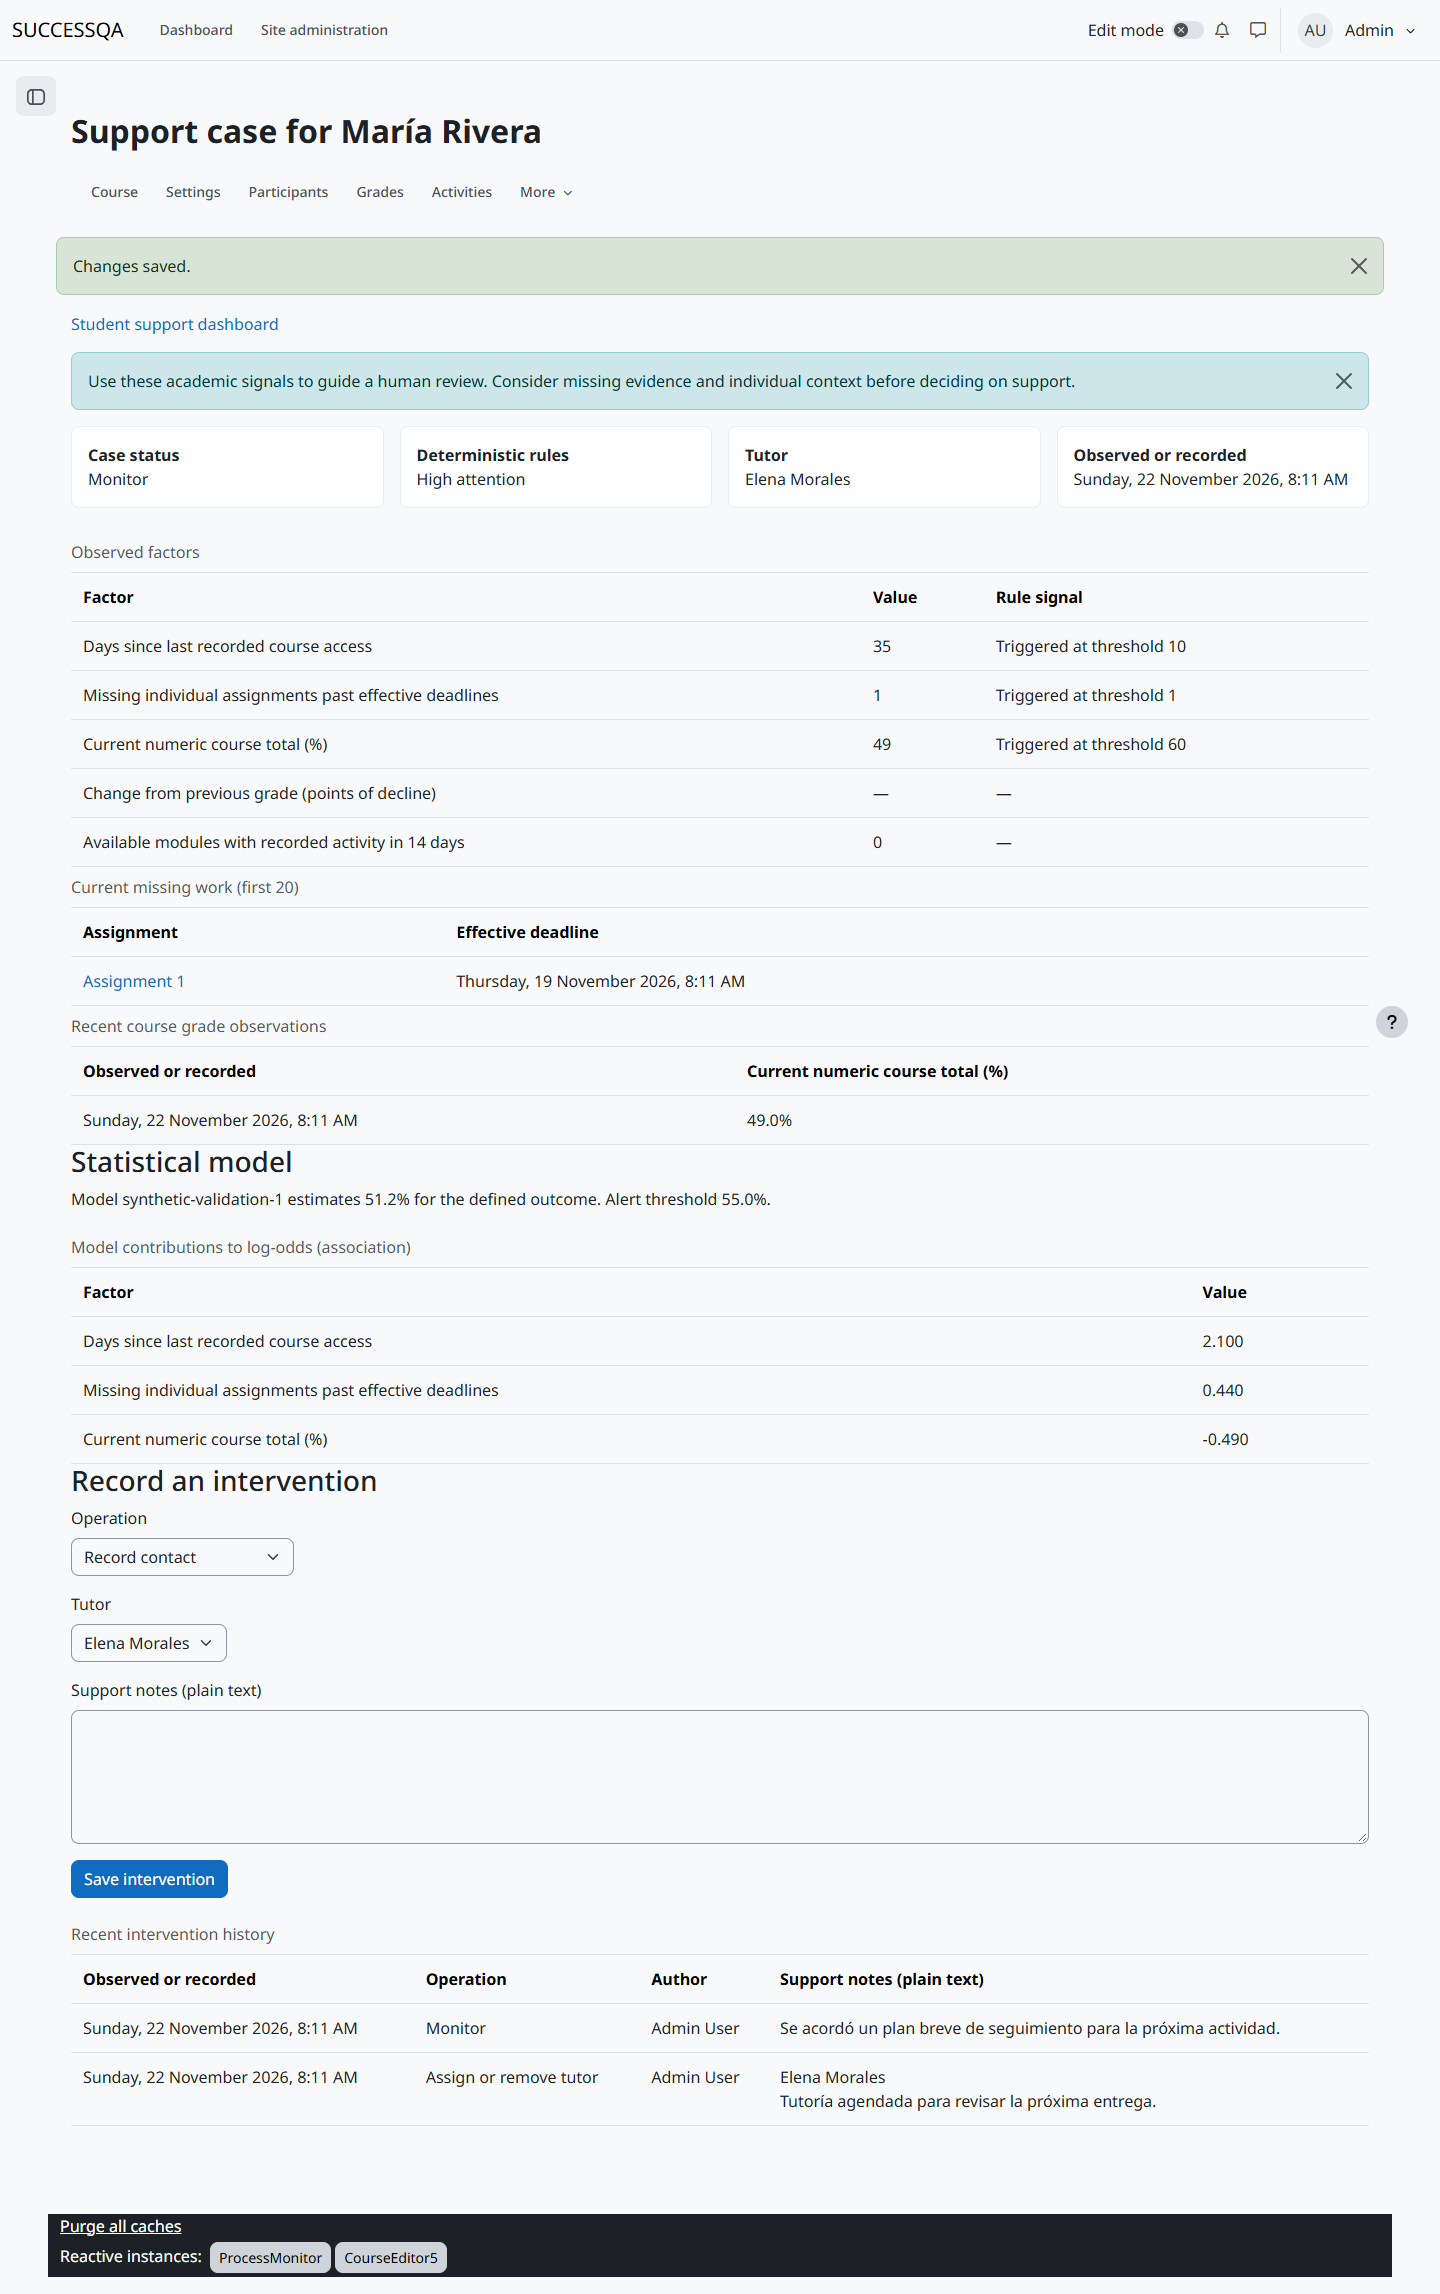 SUCCESSQA
Dashboard
Site administration
Edit mode
AU
Admin
Support case for María Rivera
Course
Settings
Participants
Grades
Activities
More
Changes saved.
Student support dashboard
Use these academic signals to guide a human review. Consider missing evidence and individual context before deciding on support.
Case status
Monitor
Deterministic rules
High attention
Tutor
Elena Morales
Observed or recorded
Sunday, 22 November 2026, 8:11 AM
Observed factors
Factor Value Rule signal
Days since last recorded course access 35 Triggered at threshold 10
Missing individual assignments past effective deadlines 1 Triggered at threshold 1
Current numeric course total (%) 49 Triggered at threshold 60
Change from previous grade (points of decline) — —
Available modules with recorded activity in 14 days 0 —
Current missing work (first 20)
Assignment Effective deadline
Assignment 1 Thursday, 19 November 2026, 8:11 AM
Recent course grade observations
?
Observed or recorded Current numeric course total (%)
Sunday, 22 November 2026, 8:11 AM 49.0%
Statistical model
Model synthetic-validation-1 estimates 51.2% for the defined outcome. Alert threshold 55.0%.
Model contributions to log-odds (association)
Factor Value
Days since last recorded course access 2.100
Missing individual assignments past effective deadlines 0.440
Current numeric course total (%) -0.490
Record an intervention
Operation
Record contact
Tutor
Elena Morales
Support notes (plain text)
Save intervention
Recent intervention history
Observed or recorded Operation Author Support notes (plain text)
Sunday, 22 November 2026, 8:11 AM Monitor Admin User Se acordó un plan breve de seguimiento para la próxima actividad.
Sunday, 22 November 2026, 8:11 AM Assign or remove tutor Admin User Elena Morales
Tutoría agendada para revisar la próxima entrega.
Purge all caches
Reactive instances: ProcessMonitor CourseEditor5